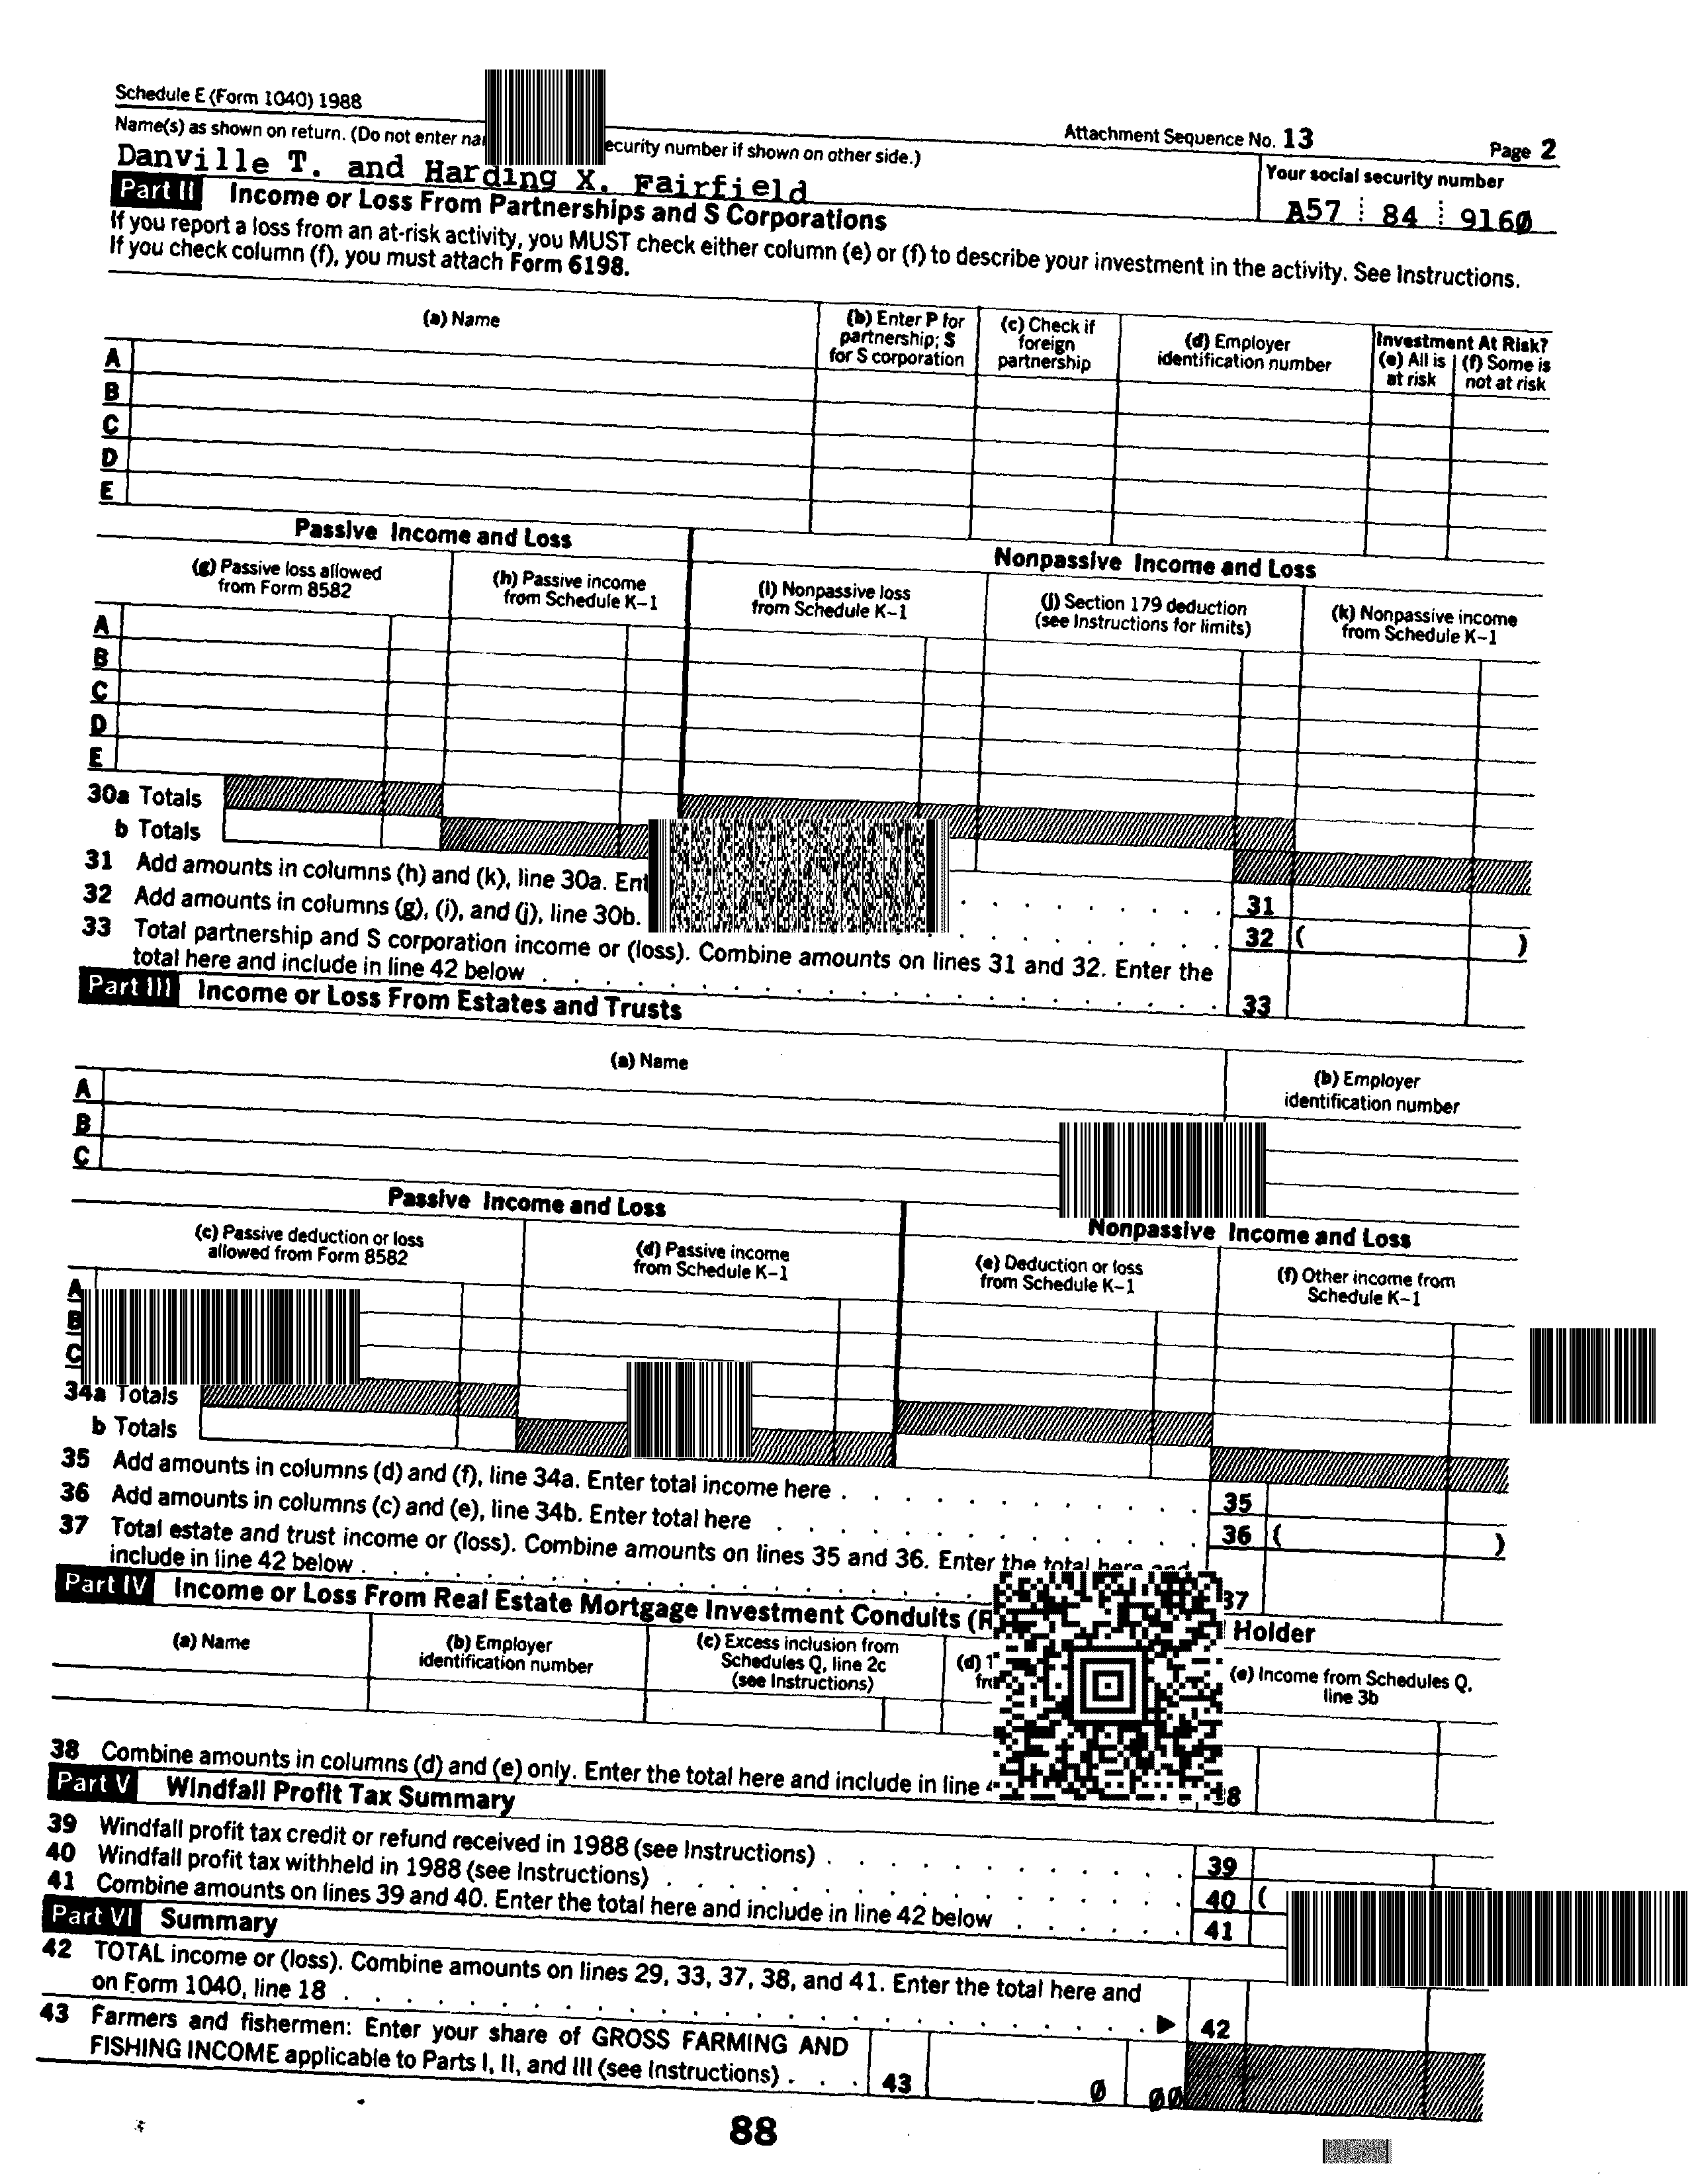 Schedule E (Form 1040) 1988
Attachment Sequence No. 13
Page 2
Name(s) as shown on return. (Do not enter ecurity number if shown on other side.)
Your social security number
Danville T. and Harding X. Fairfield
A57 84 9160
Part II Income or Loss From Partnerships and S Corporations
If you report a loss from an at-risk activity, you MUST check either column (e) or (f) to describe your investment in the activity. See Instructions.
If you check column (f), you must attach Form 6198.
(a) Name
(b) Enter P for partnership; S for S corporation
(c) Check if foreign partnership
(d) Employer identification number
Investment At Risk?
(e) All is at risk
(f) Some is not at risk
A
B
C
D
E
Passive Income and Loss
Nonpassive Income and Loss
(g) Passive loss allowed from Form 8582
(h) Passive income from Schedule K-1
(i) Nonpassive loss from Schedule K-1
(j) Section 179 deduction (see Instructions for limits)
(k) Nonpassive income from Schedule K-1
A
B
C
D
E
30a Totals
b Totals
31 Add amounts in columns (h) and (k), line 30a. 31
32 Add amounts in columns (g), (i), and (j), line 30b. 32 ( )
33 Total partnership and S corporation income or (loss). Combine amounts on lines 31 and 32. Enter the
total here and include in line 42 below 33
Part III Income or Loss From Estates and Trusts
(a) Name
(b) Employer identification number
A
B
C
Passive Income and Loss
Nonpassive Income and Loss
(c) Passive deduction or loss allowed from Form 8582
(d) Passive income from Schedule K-1
(e) Deduction or loss from Schedule K-1
(f) Other income from Schedule K-1
A
B
C
34a Totals
b Totals
35 Add amounts in columns (d) and (f), line 34a. Enter total income here 35
36 Add amounts in columns (c) and (e), line 34b. Enter total here 36 ( )
37 Total estate and trust income or (loss). Combine amounts on lines 35 and 36. Enter the total here and
include in line 42 below 37
Part IV Income or Loss From Real Estate Mortgage Investment Conduits Holder
(a) Name
(b) Employer identification number
(c) Excess inclusion from Schedules Q, line 2c (see Instructions)
(d)
(e) Income from Schedules Q, line 3b
38 Combine amounts in columns (d) and (e) only. Enter the total here and include in line
Part V Windfall Profit Tax Summary
39 Windfall profit tax credit or refund received in 1988 (see Instructions) 39
40 Windfall profit tax withheld in 1988 (see Instructions) 40 (
41 Combine amounts on lines 39 and 40. Enter the total here and include in line 42 below 41
Part VI Summary
42 TOTAL income or (loss). Combine amounts on lines 29, 33, 37, 38, and 41. Enter the total here and
on Form 1040, line 18 42
43 Farmers and fishermen: Enter your share of GROSS FARMING AND
FISHING INCOME applicable to Parts I, II, and III (see Instructions) 43 0 00
88